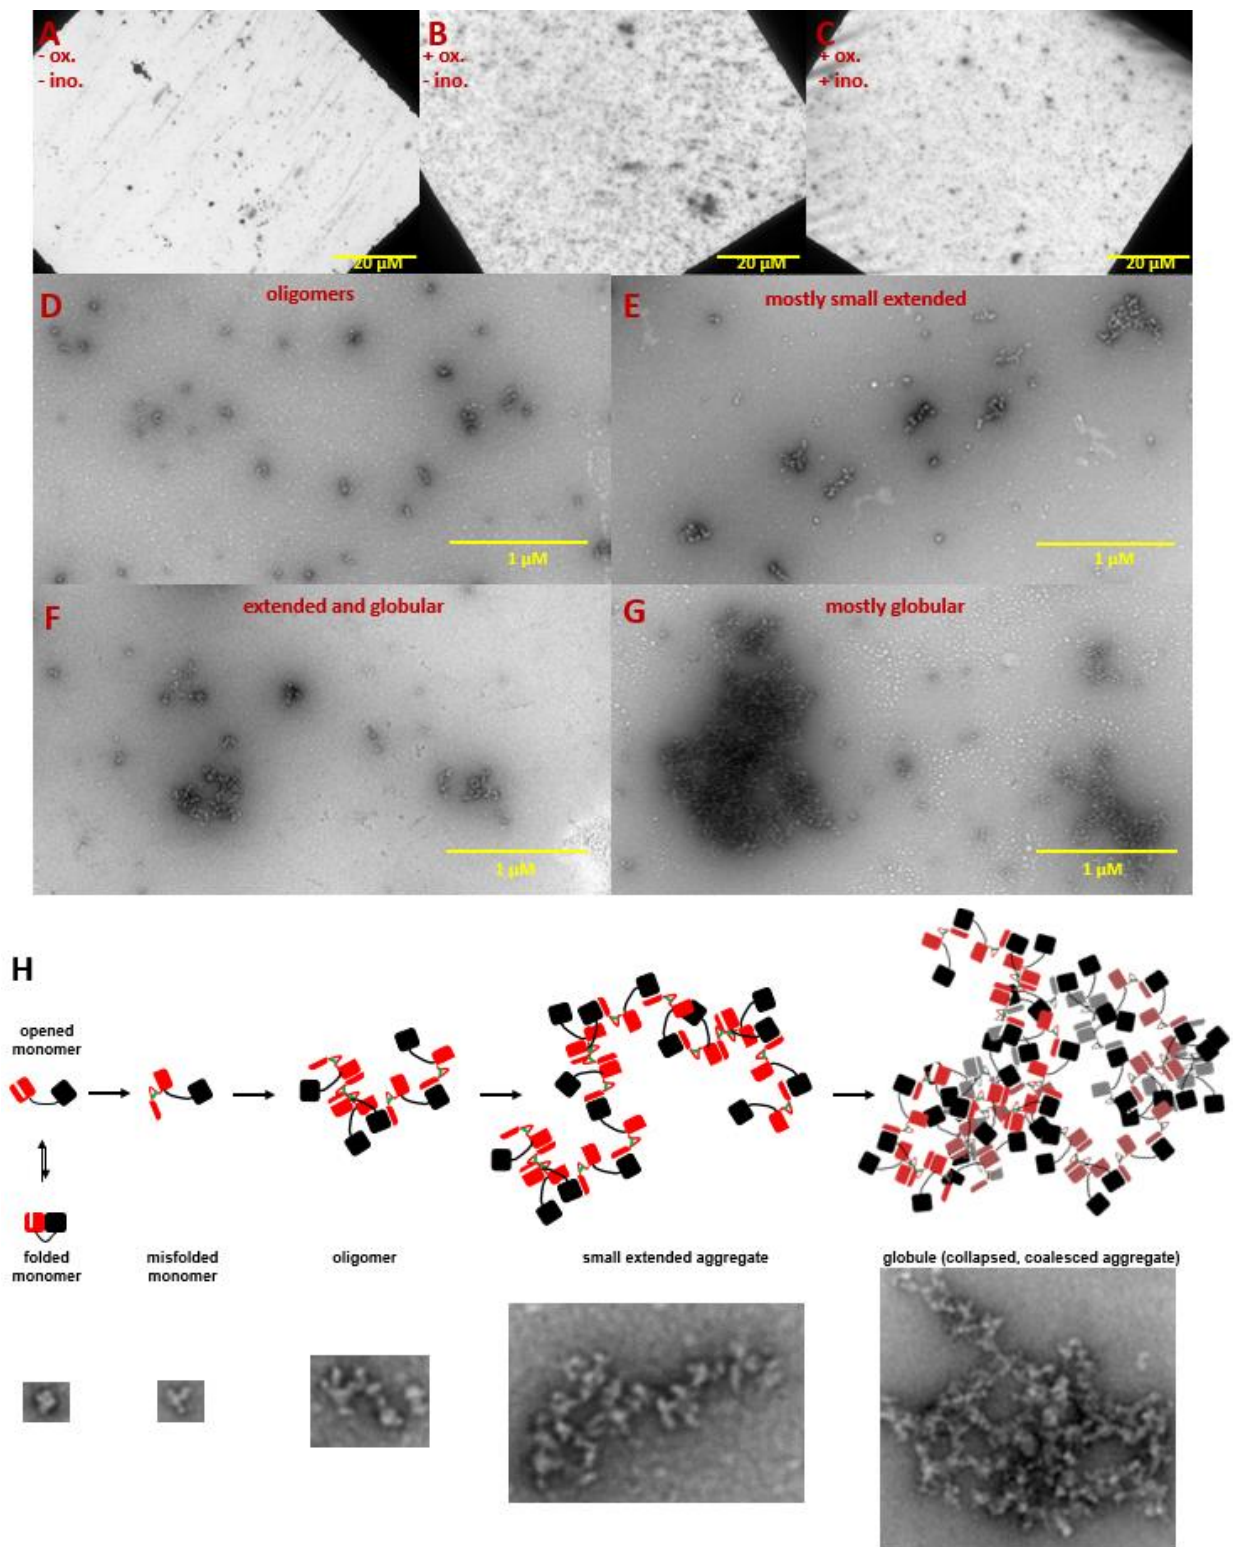 A
- ox.
- ino.
20 µM
B
+ ox.
- ino.
20 µM
C
+ ox.
+ ino.
20 µM
D
oligomers
1 µM
E
mostly small extended
1 µM
F
extended and globular
1 µM
G
mostly globular
1 µM
H
opened
monomer
folded
monomer
misfolded
monomer
oligomer
small extended aggregate
globule (collapsed, coalesced aggregate)